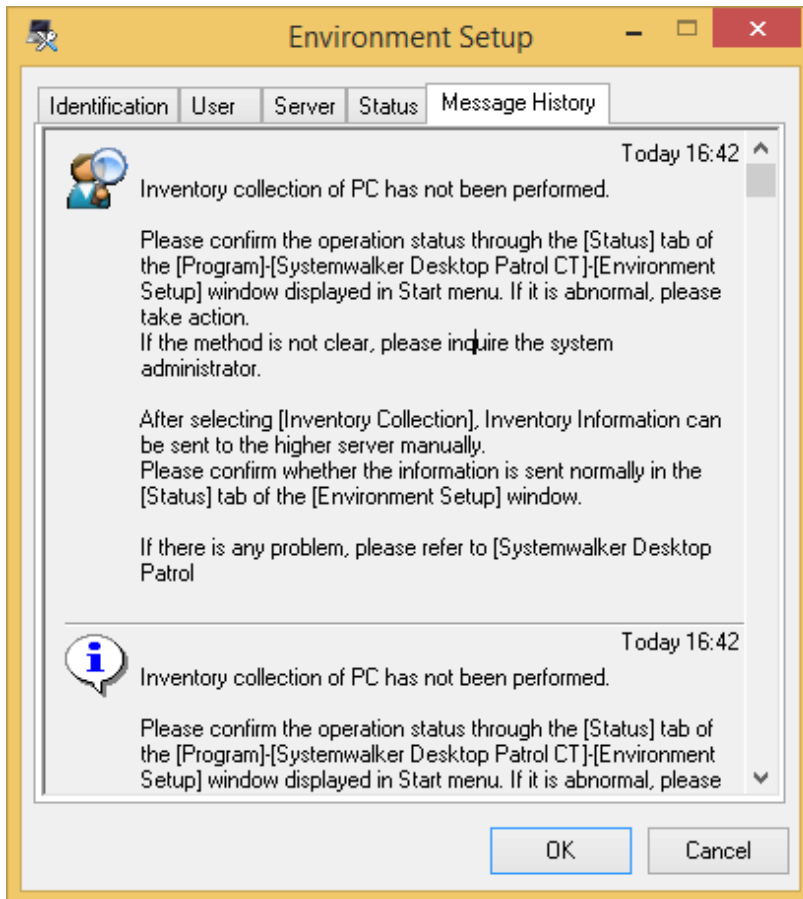 Environment Setup
Identification User Server Status Message History
Today 16:42
Inventory collection of PC has not been performed.
Please confirm the operation status through the [Status] tab of
the [Program]-[Systemwalker Desktop Patrol CT]-[Environment
Setup] window displayed in Start menu. If it is abnormal, please
take action.
If the method is not clear, please inquire the system
administrator.
After selecting [Inventory Collection], Inventory Information can
be sent to the higher server manually.
Please confirm whether the information is sent normally in the
[Status] tab of the [Environment Setup] window.
If there is any problem, please refer to [Systemwalker Desktop
Patrol
Today 16:42
Inventory collection of PC has not been performed.
Please confirm the operation status through the [Status] tab of
the [Program]-[Systemwalker Desktop Patrol CT]-[Environment
Setup] window displayed in Start menu. If it is abnormal, please
OK Cancel